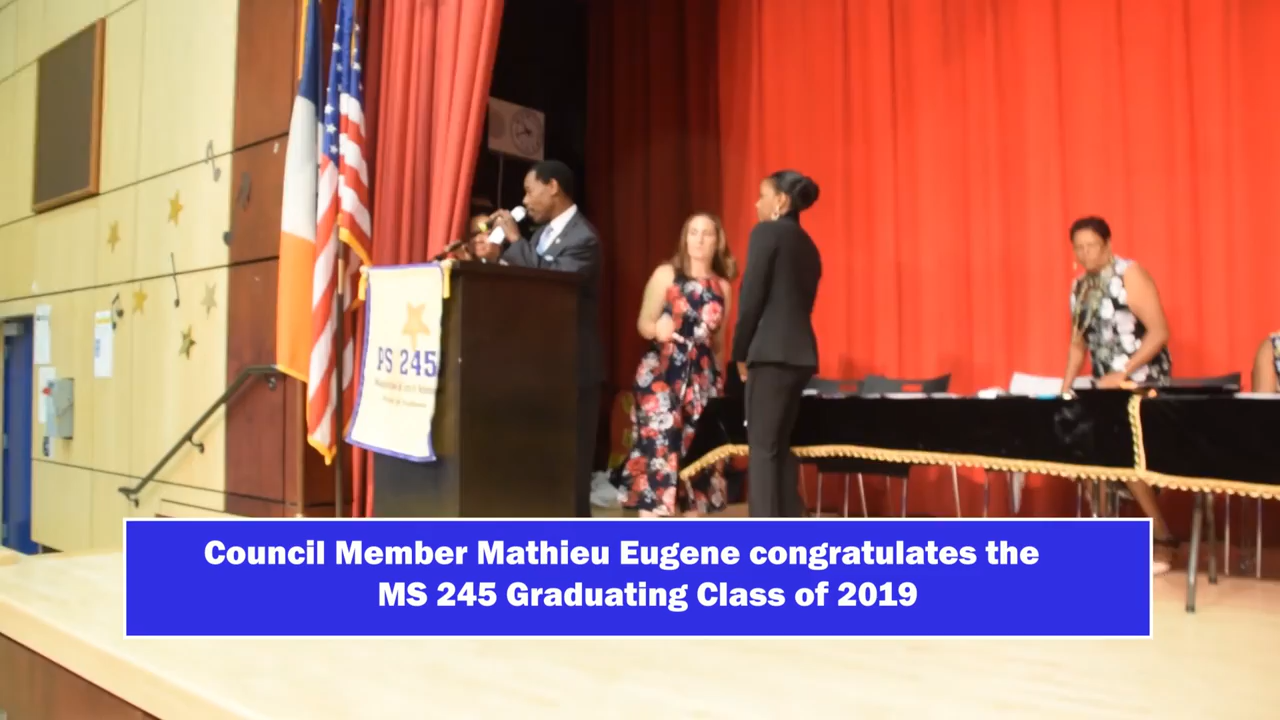 PS 245
Council Member Mathieu Eugene congratulates the
MS 245 Graduating Class of 2019